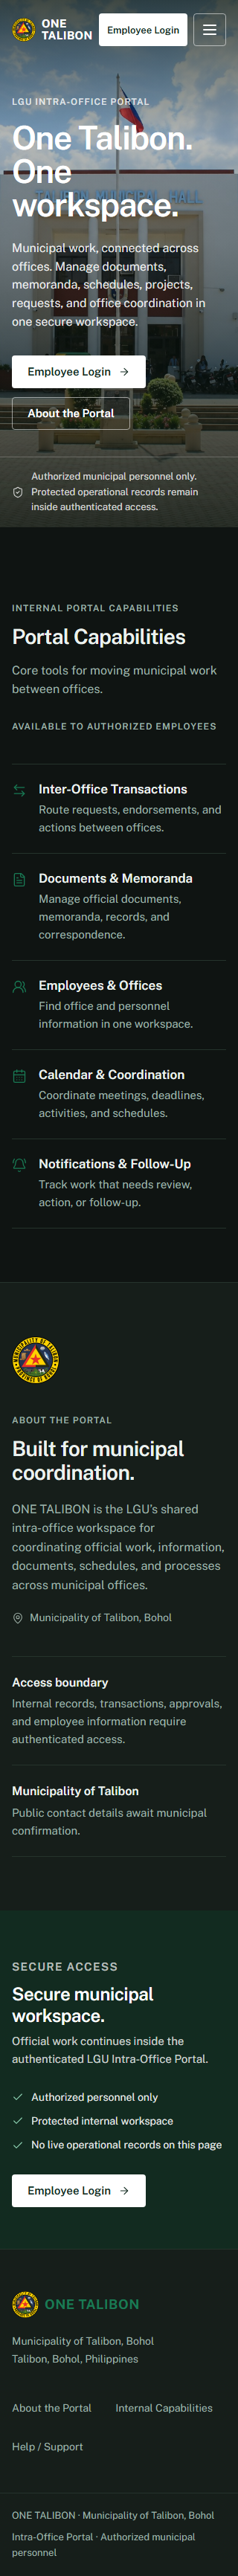 ONE
TALIBON
Employee Login
LGU INTRA-OFFICE PORTAL
One Talibon.
One
workspace.
TALIBON MUNICIPAL HALL
Municipal work, connected across
offices. Manage documents,
memoranda, schedules, projects,
requests, and office coordination in
one secure workspace.
Employee Login
About the Portal
Authorized municipal personnel only.
Protected operational records remain
inside authenticated access.
INTERNAL PORTAL CAPABILITIES
Portal Capabilities
Core tools for moving municipal work
between offices.
AVAILABLE TO AUTHORIZED EMPLOYEES
Inter-Office Transactions
Route requests, endorsements, and
actions between offices.
Documents & Memoranda
Manage official documents,
memoranda, records, and
correspondence.
Employees & Offices
Find office and personnel
information in one workspace.
Calendar & Coordination
Coordinate meetings, deadlines,
activities, and schedules.
Notifications & Follow-Up
Track work that needs review,
action, or follow-up.
ABOUT THE PORTAL
Built for municipal
coordination.
ONE TALIBON is the LGU's shared
intra-office workspace for
coordinating official work, information,
documents, schedules, and processes
across municipal offices.
Municipality of Talibon, Bohol
Access boundary
Internal records, transactions, approvals,
and employee information require
authenticated access.
Municipality of Talibon
Public contact details await municipal
confirmation.
SECURE ACCESS
Secure municipal
workspace.
Official work continues inside the
authenticated LGU Intra-Office Portal.
Authorized personnel only
Protected internal workspace
No live operational records on this page
Employee Login
ONE TALIBON
Municipality of Talibon, Bohol
Talibon, Bohol, Philippines
About the Portal
Internal Capabilities
Help / Support
ONE TALIBON · Municipality of Talibon, Bohol
Intra-Office Portal · Authorized municipal
personnel